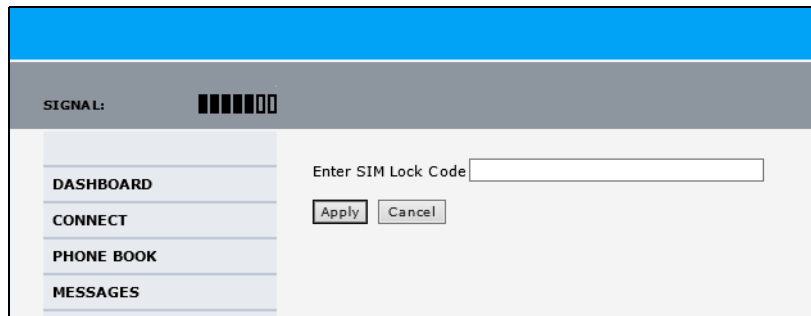 SIGNAL:
DASHBOARD
CONNECT
PHONE BOOK
MESSAGES
Enter SIM Lock Code
Apply Cancel